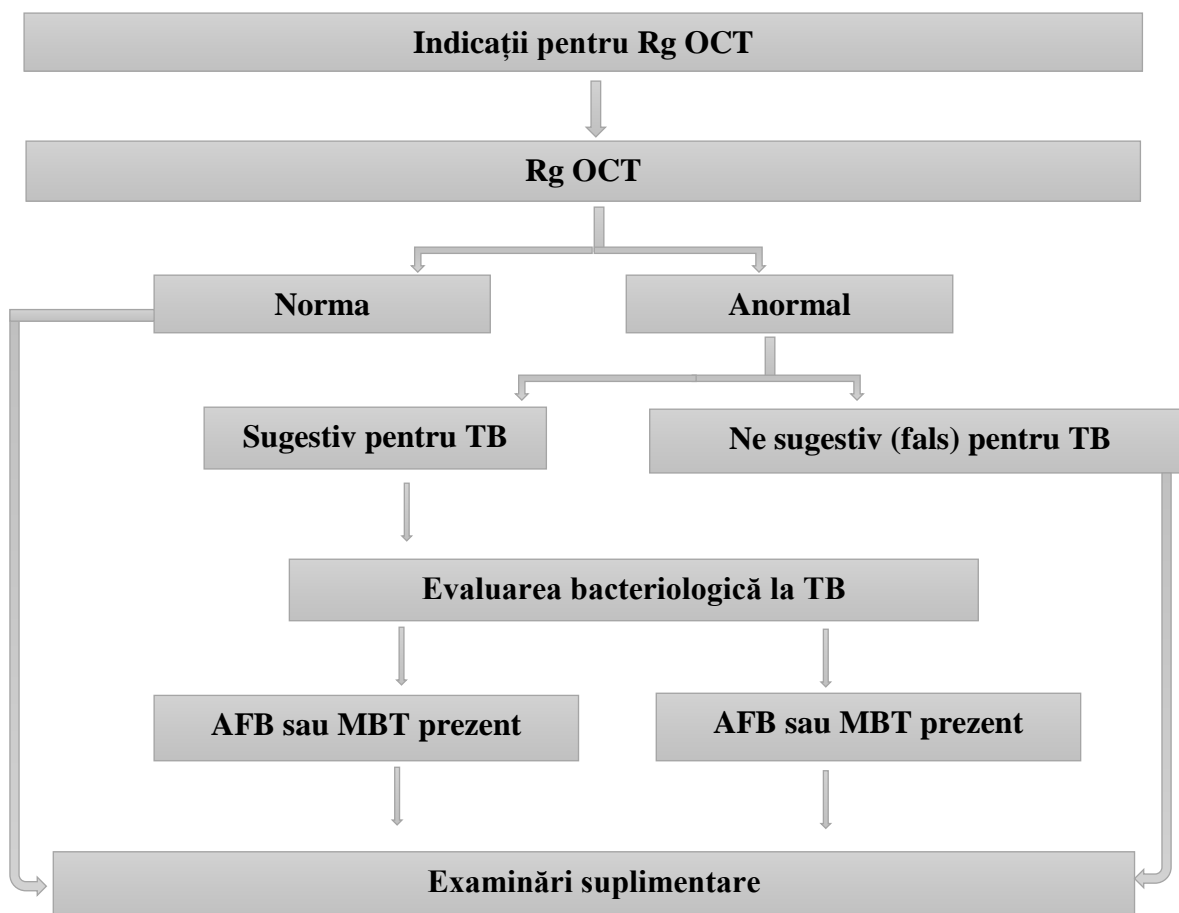 Indicații pentru Rg OCT
Rg OCT
Norma
Anormal
Sugestiv pentru TB
Ne sugestiv (fals) pentru TB
Evaluarea bacteriologică la TB
AFB sau MBT prezent
AFB sau MBT prezent
Examinări suplimentare